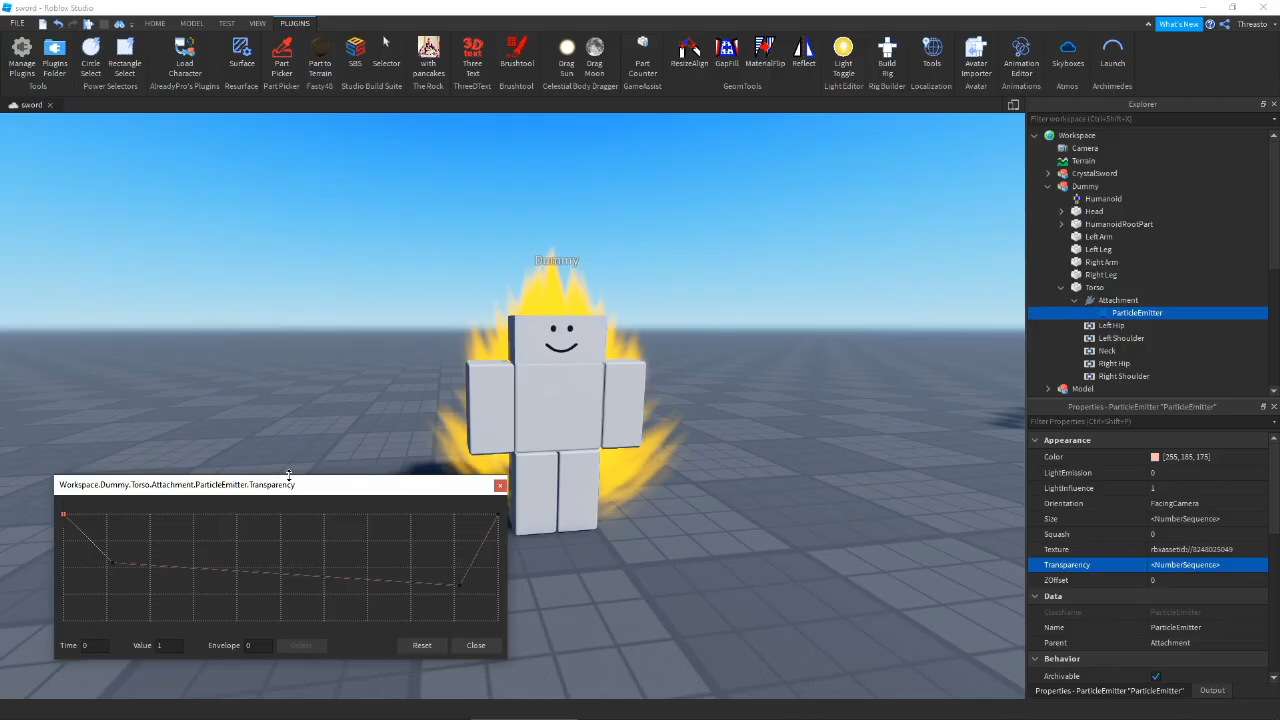 sword - Roblox Studio
FILE HOME MODEL TEST VIEW PLUGINS What's New Threasto
Manage Plugins
Plugins Folder
Tools
Circle Select
Rectangle Select
Power Selectors
Load Character
AlreadyPro's Plugins
Surface
Resurface
Part Picker
Part Picker
Part to Terrain
Fasty48
SBS
Selector
Studio Build Suite
with pancakes
The Rock
3D text
Three Text
ThreeDText
Brushtool
Brushtool
Drag Sun
Drag Moon
Celestial Body Dragger
Part Counter
GameAssist
ResizeAlign
GapFill
MaterialFlip
Reflect
GeomTools
Light Toggle
Light Editor
Build Rig
Rig Builder
Tools
Localization
Avatar Importer
Avatar
Animation Editor
Animations
Skyboxes
Atmos
Launch
Archimedes
sword
Dummy
Workspace.Dummy.Torso.Attachment.ParticleEmitter.Transparency
Time 0 Value 1 Envelope 0 Delete Reset Close
Explorer
Filter workspace (Ctrl+Shift+X)
Workspace
Camera
Terrain
CrystalSword
Dummy
Humanoid
Head
HumanoidRootPart
Left Arm
Left Leg
Right Arm
Right Leg
Torso
Attachment
ParticleEmitter
Left Hip
Left Shoulder
Neck
Right Hip
Right Shoulder
Model
Properties - ParticleEmitter "ParticleEmitter"
Filter Properties (Ctrl+Shift+P)
Appearance
Color [255, 185, 175]
LightEmission 0
LightInfluence 1
Orientation FacingCamera
Size <NumberSequence>
Squash 0
Texture rbxassetid://8248025049
Transparency <NumberSequence>
ZOffset 0
Data
ClassName ParticleEmitter
Name ParticleEmitter
Parent Attachment
Behavior
Archivable
Properties - ParticleEmitter "ParticleEmitter" Output